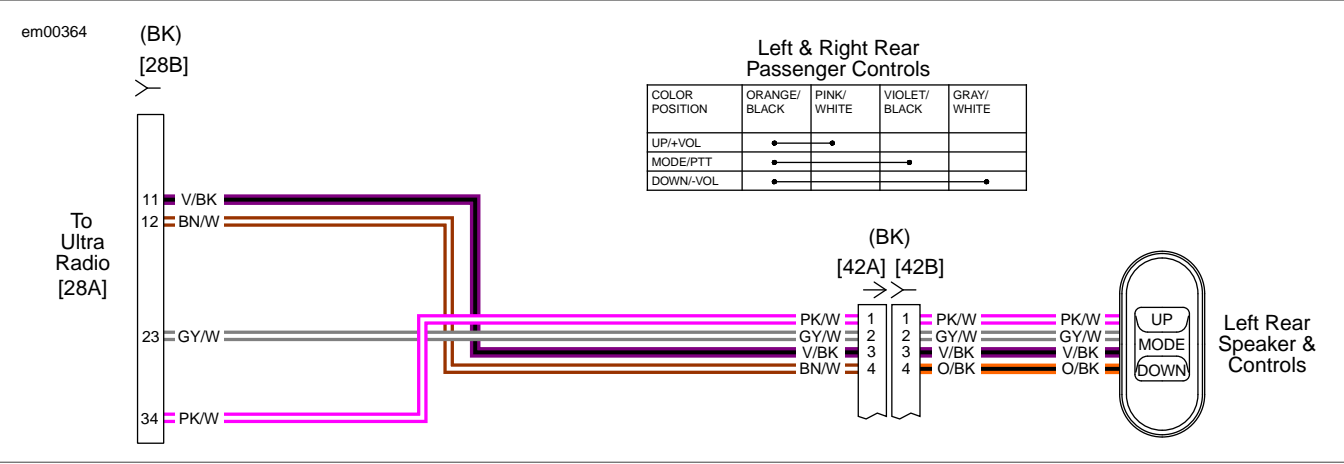 em00364
(BK)
[28B]
Left & Right Rear
Passenger Controls
COLOR
POSITION
ORANGE/
BLACK
PINK/
WHITE
VIOLET/
BLACK
GRAY/
WHITE
UP/+VOL
MODE/PTT
DOWN/-VOL
To
Ultra
Radio
[28A]
11 V/BK
12 BN/W
23 GY/W
34 PK/W
(BK)
[42A] [42B]
PK/W 1 1 PK/W PK/W
GY/W 2 2 GY/W GY/W
V/BK 3 3 V/BK V/BK
BN/W 4 4 O/BK O/BK
UP
MODE
DOWN
Left Rear
Speaker &
Controls